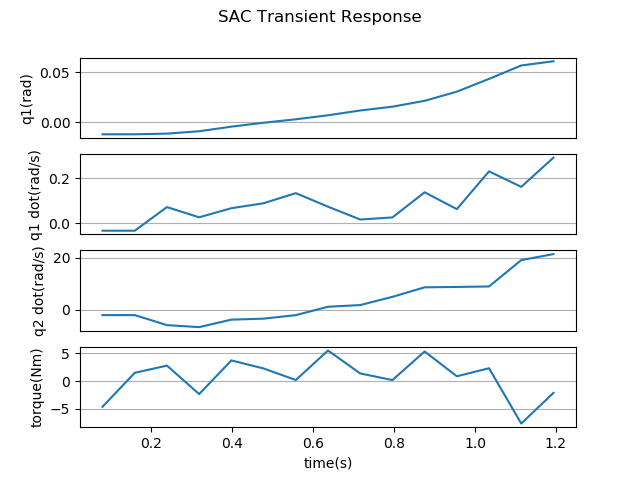 SAC Transient Response
q1(rad)
0.05
0.00
q1 dot(rad/s)
0.2
0.0
q2 dot(rad/s)
20
0
torque(Nm)
5
0
−5
0.2 0.4 0.6 0.8 1.0 1.2
time(s)